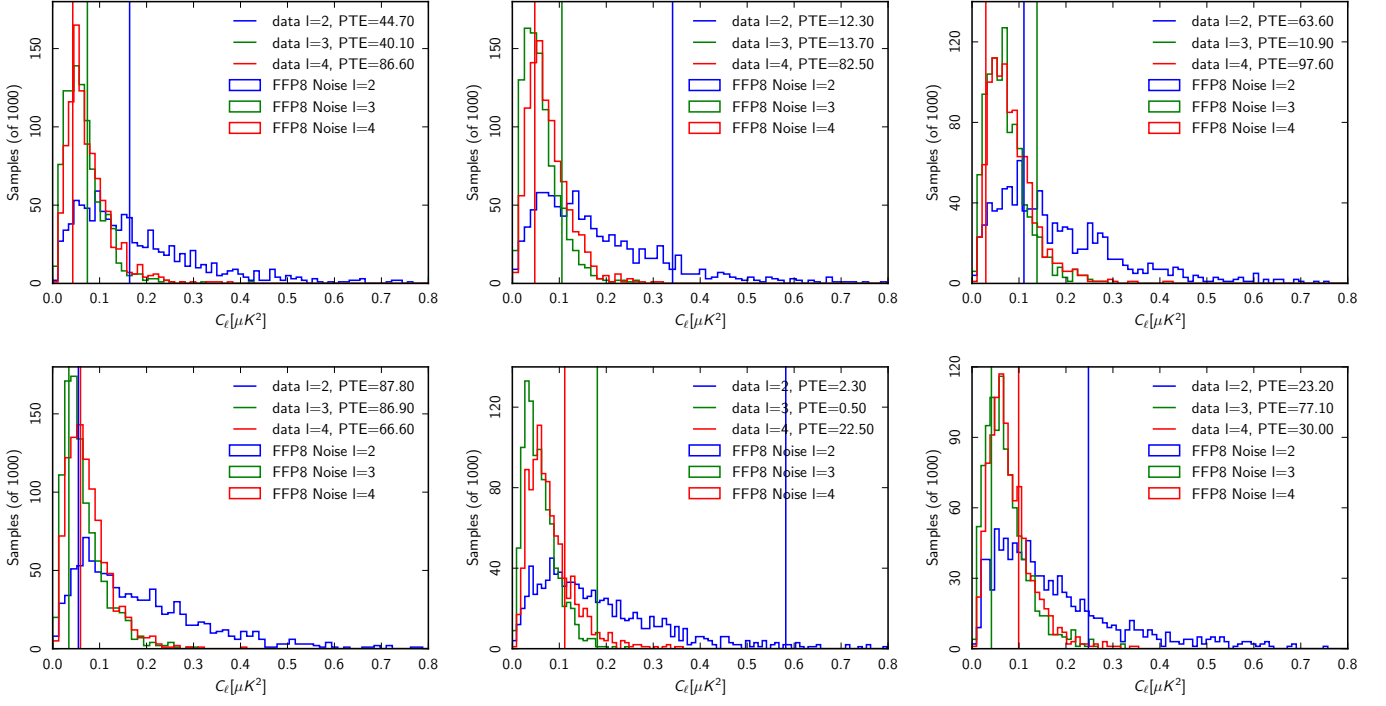 data l=2, PTE=44.70
data l=3, PTE=40.10
data l=4, PTE=86.60
FFP8 Noise l=2
FFP8 Noise l=3
FFP8 Noise l=4
Samples (of 1000)
0 50 100 150
0.0 0.1 0.2 0.3 0.4 0.5 0.6 0.7 0.8
Cℓ[μK²]
data l=2, PTE=12.30
data l=3, PTE=13.70
data l=4, PTE=82.50
FFP8 Noise l=2
FFP8 Noise l=3
FFP8 Noise l=4
Samples (of 1000)
0 50 100 150
0.0 0.1 0.2 0.3 0.4 0.5 0.6 0.7 0.8
Cℓ[μK²]
data l=2, PTE=63.60
data l=3, PTE=10.90
data l=4, PTE=97.60
FFP8 Noise l=2
FFP8 Noise l=3
FFP8 Noise l=4
Samples (of 1000)
0 40 80 130
0.0 0.1 0.2 0.3 0.4 0.5 0.6 0.7 0.8
Cℓ[μK²]
data l=2, PTE=87.80
data l=3, PTE=86.90
data l=4, PTE=66.60
FFP8 Noise l=2
FFP8 Noise l=3
FFP8 Noise l=4
Samples (of 1000)
0 50 100 150
0.0 0.1 0.2 0.3 0.4 0.5 0.6 0.7 0.8
Cℓ[μK²]
data l=2, PTE=2.30
data l=3, PTE=0.50
data l=4, PTE=22.50
FFP8 Noise l=2
FFP8 Noise l=3
FFP8 Noise l=4
Samples (of 1000)
0 40 80 130
0.0 0.1 0.2 0.3 0.4 0.5 0.6 0.7 0.8
Cℓ[μK²]
data l=2, PTE=23.20
data l=3, PTE=77.10
data l=4, PTE=30.00
FFP8 Noise l=2
FFP8 Noise l=3
FFP8 Noise l=4
Samples (of 1000)
0 30 60 90 120
0.0 0.1 0.2 0.3 0.4 0.5 0.6 0.7 0.8
Cℓ[μK²]